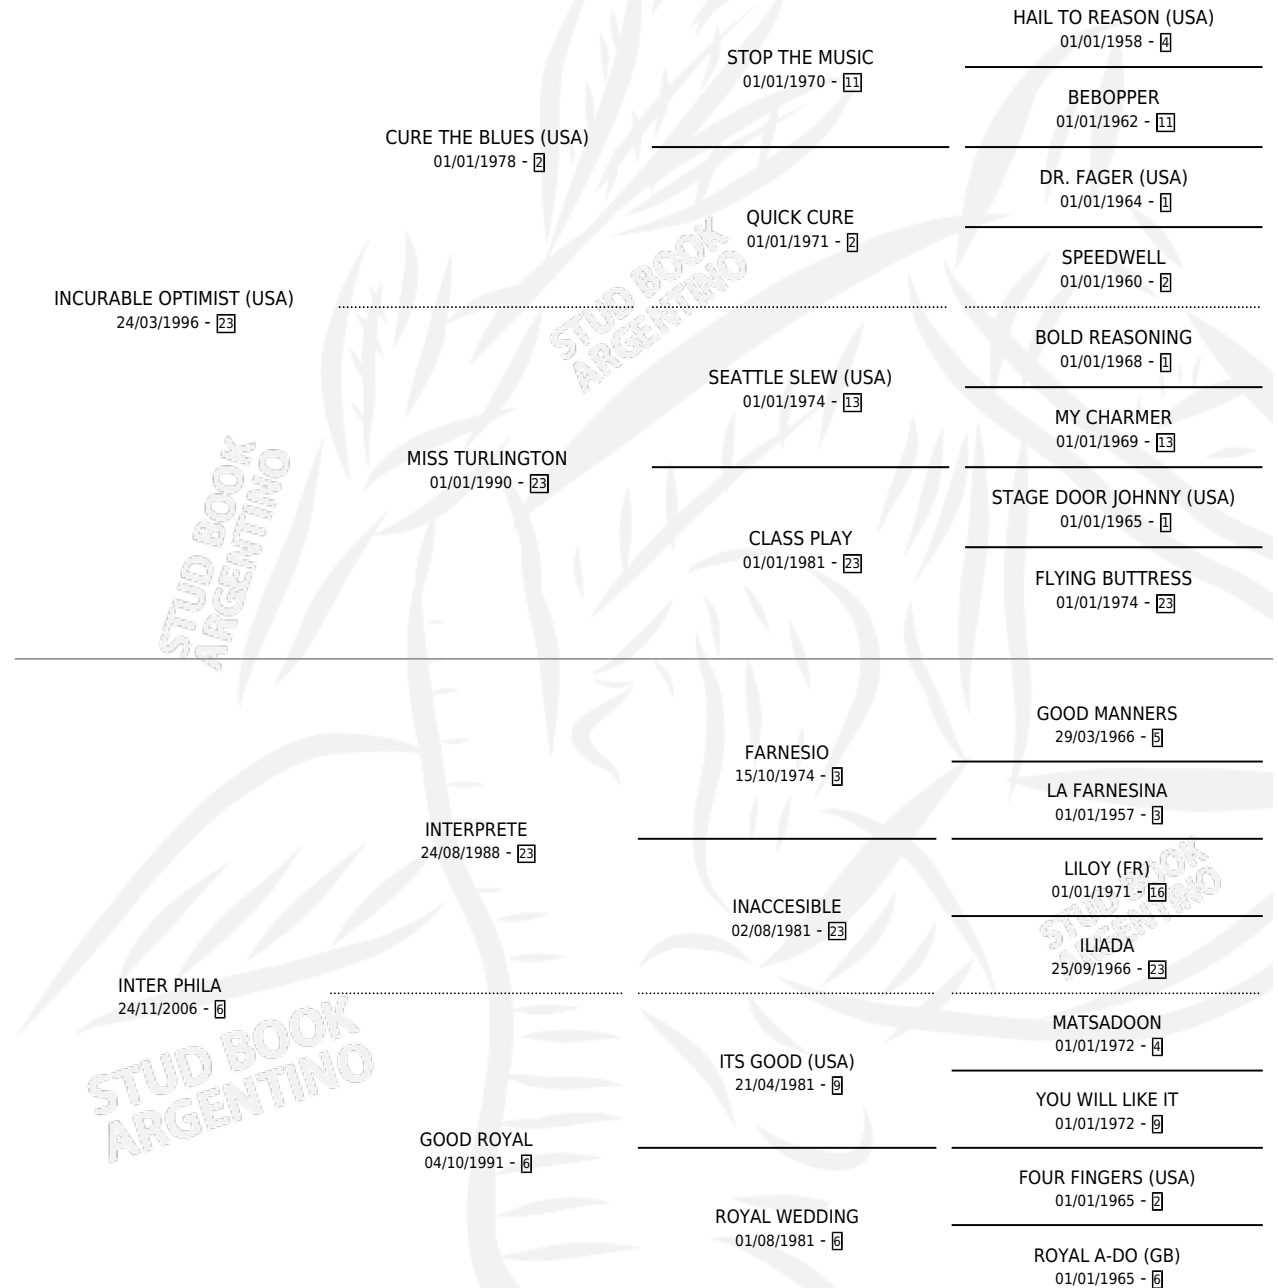 HAIL TO REASON (USA)
01/01/1958 - 4
STOP THE MUSIC
01/01/1970 - 11
BEBOPPER
01/01/1962 - 11
CURE THE BLUES (USA)
01/01/1978 - 2
DR. FAGER (USA)
01/01/1964 - 1
QUICK CURE
01/01/1971 - 2
SPEEDWELL
01/01/1960 - 2
INCURABLE OPTIMIST (USA)
24/03/1996 - 23
STUD BOOK
ARGENTINO
BOLD REASONING
01/01/1968 - 1
SEATTLE SLEW (USA)
01/01/1974 - 13
MY CHARMER
01/01/1969 - 13
MISS TURLINGTON
01/01/1990 - 23
STAGE DOOR JOHNNY (USA)
01/01/1965 - 1
CLASS PLAY
01/01/1981 - 23
FLYING BUTTRESS
01/01/1974 - 23
STUD BOOK
ARGENTINO
GOOD MANNERS
29/03/1966 - 5
FARNESIO
15/10/1974 - 3
LA FARNESINA
01/01/1957 - 3
INTERPRETE
24/08/1988 - 23
LILOY (FR)
01/01/1971 - 16
INACCESIBLE
02/08/1981 - 23
ILIADA
25/09/1966 - 23
STUD BOOK
ARGENTINO
INTER PHILA
24/11/2006 - 6
MATSADOON
01/01/1972 - 4
ITS GOOD (USA)
21/04/1981 - 9
YOU WILL LIKE IT
01/01/1972 - 9
STUD BOOK
ARGENTINO
GOOD ROYAL
04/10/1991 - 6
FOUR FINGERS (USA)
01/01/1965 - 2
ROYAL WEDDING
01/08/1981 - 6
ROYAL A-DO (GB)
01/01/1965 - 6